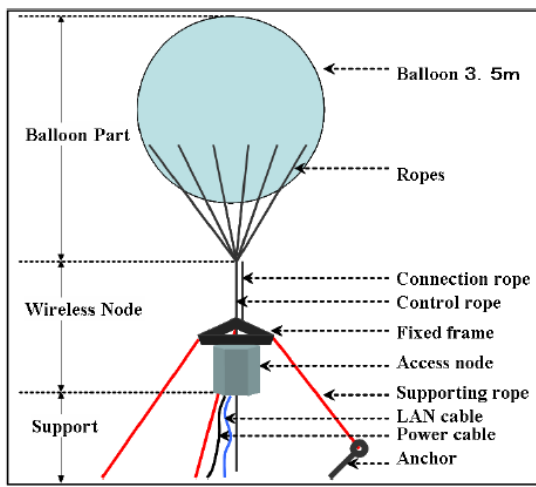 Balloon 3. 5m
Balloon Part
Ropes
Connection rope
Control rope
Wireless Node
Fixed frame
Access node
Supporting rope
LAN cable
Support
Power cable
Anchor